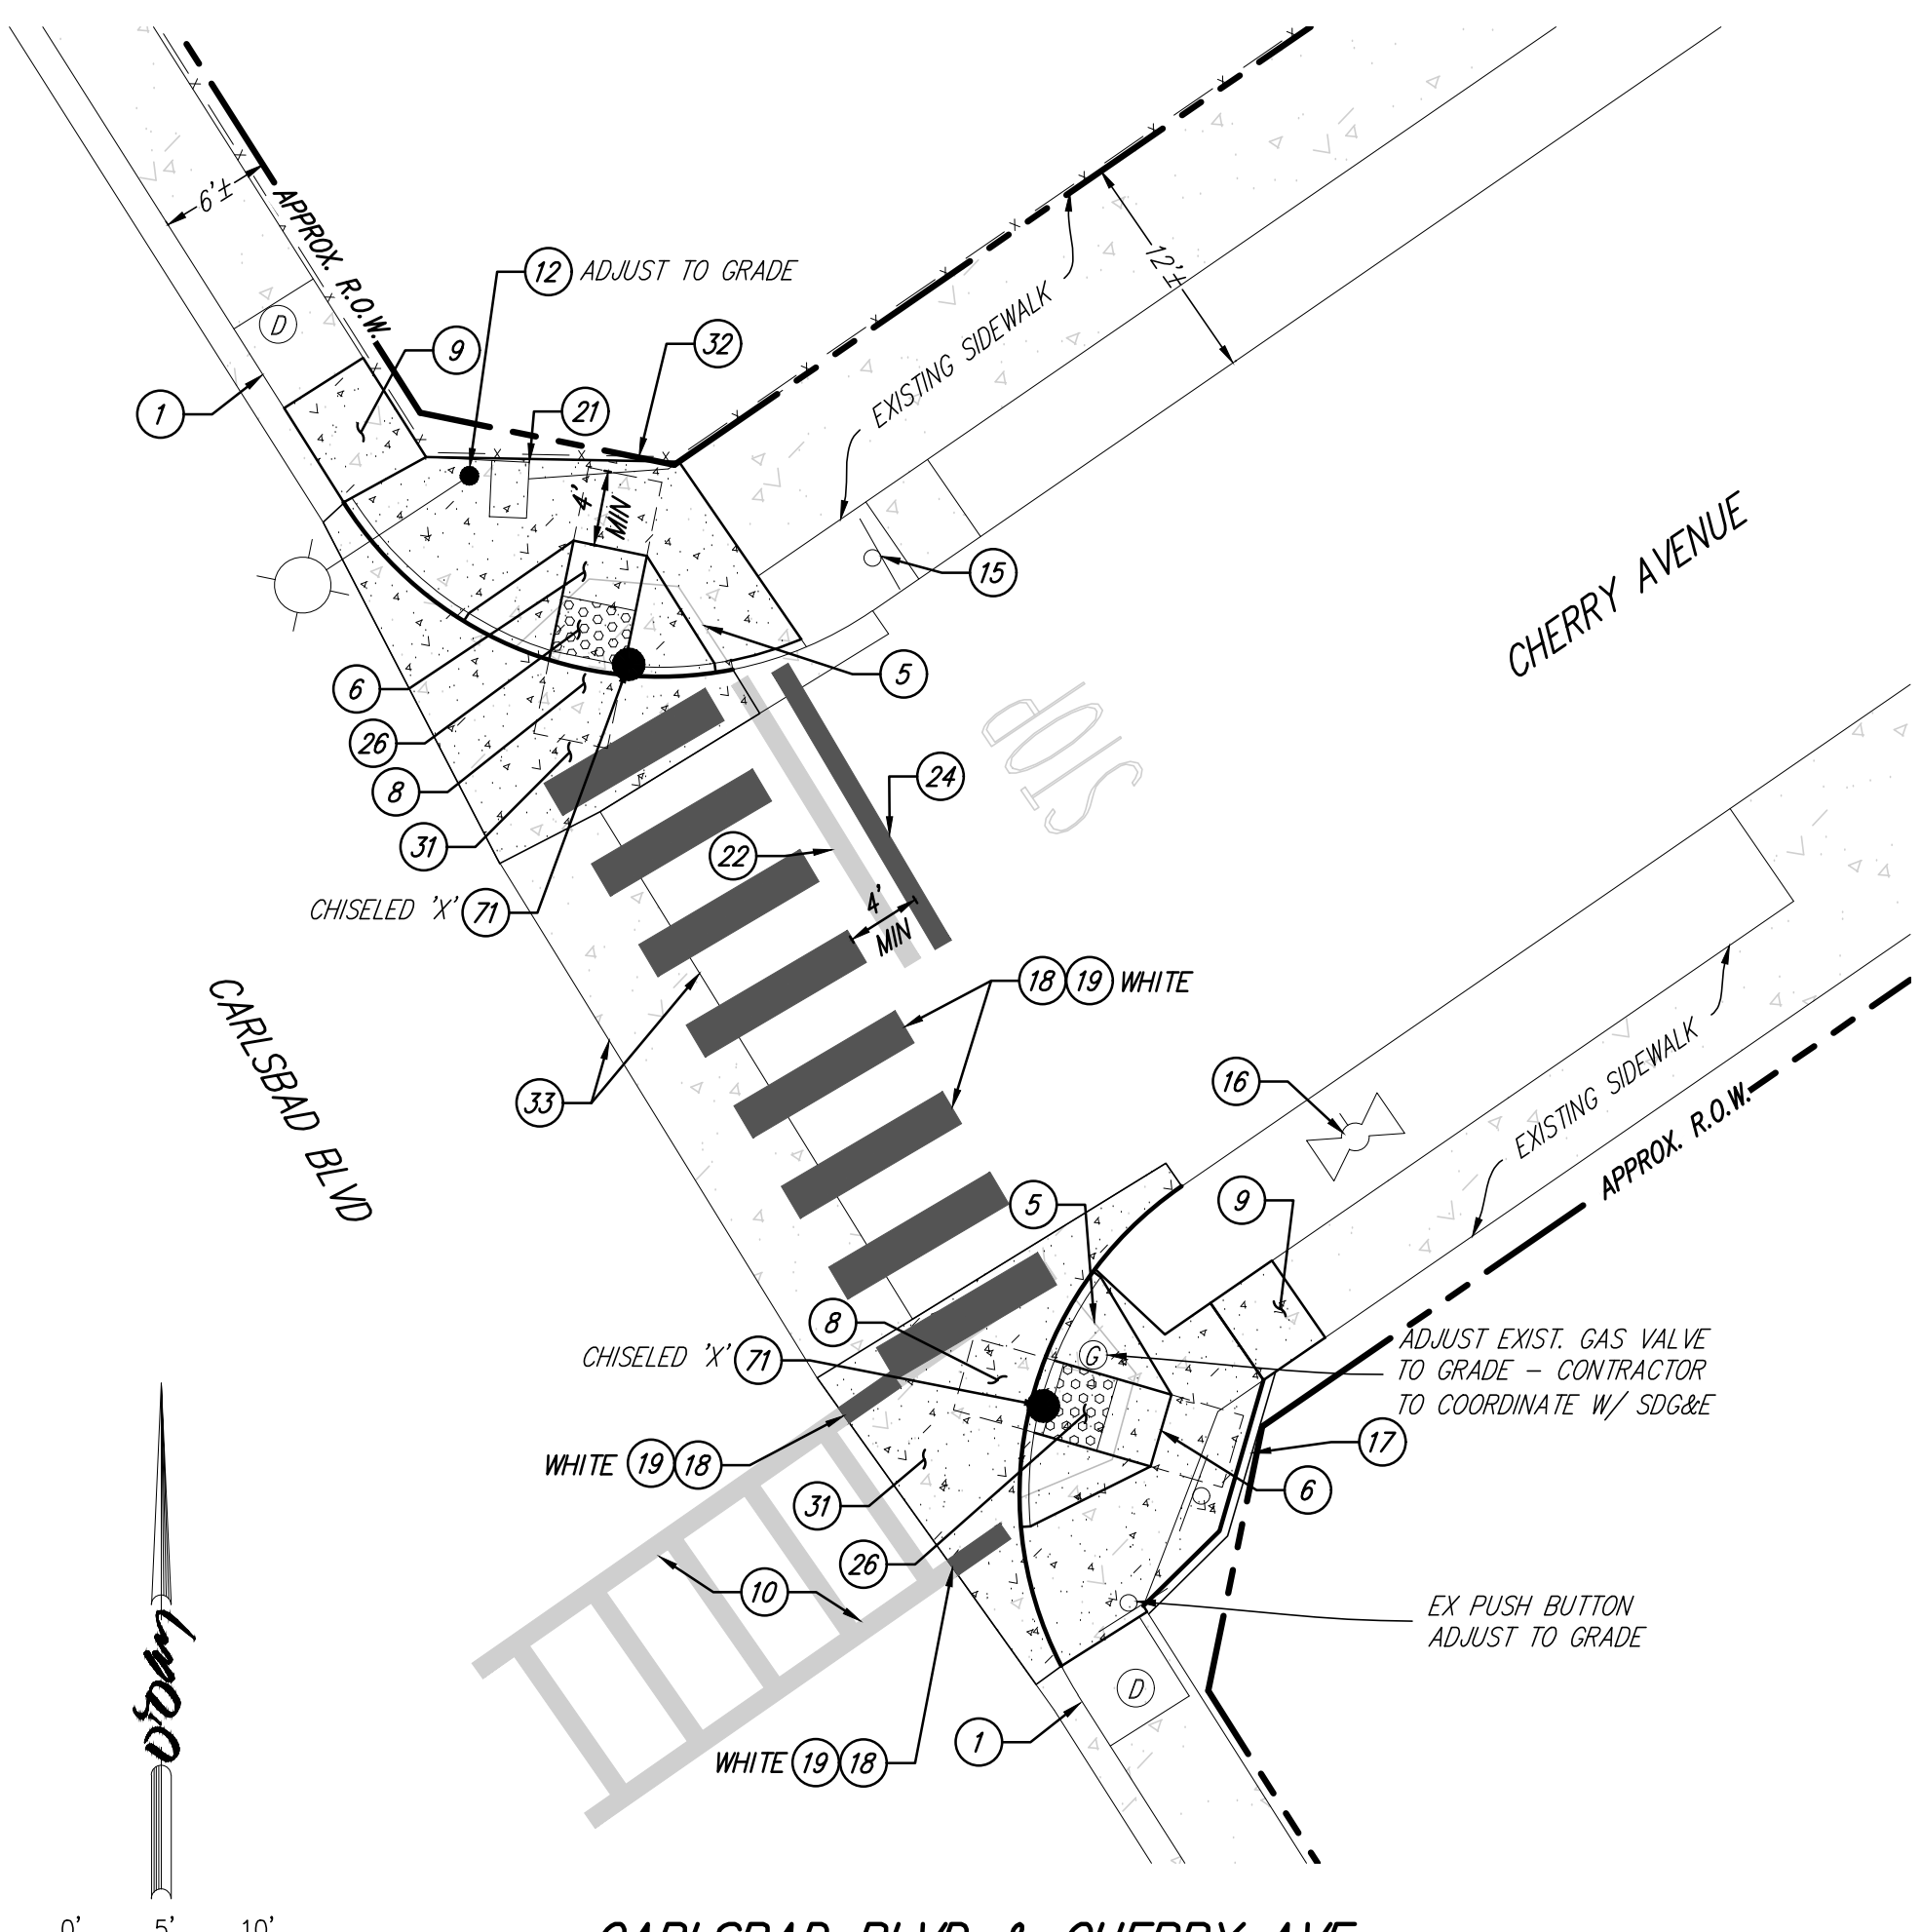 6'±
APPROX. R.O.W.
12 ADJUST TO GRADE
12'±
D
32
9
EXISTING SIDEWALK
1
21
4'
MIN
15
CHERRY AVENUE
6
5
STOP
26
24
8
31
22
CHISELED 'X' 71
4'
MIN
18 19 WHITE
CARLSBAD BLVD
33
16
EXISTING SIDEWALK
5
9
APPROX. R.O.W.
8
CHISELED 'X' 71
G
ADJUST EXIST. GAS VALVE
TO GRADE – CONTRACTOR
TO COORDINATE W/ SDG&E
WHITE 19 18
17
31
6
26
10
EX PUSH BUTTON
ADJUST TO GRADE
D
WHITE 19 18
1
0' 5' 10'
CARLSBAD BLVD & CHERRY AVE